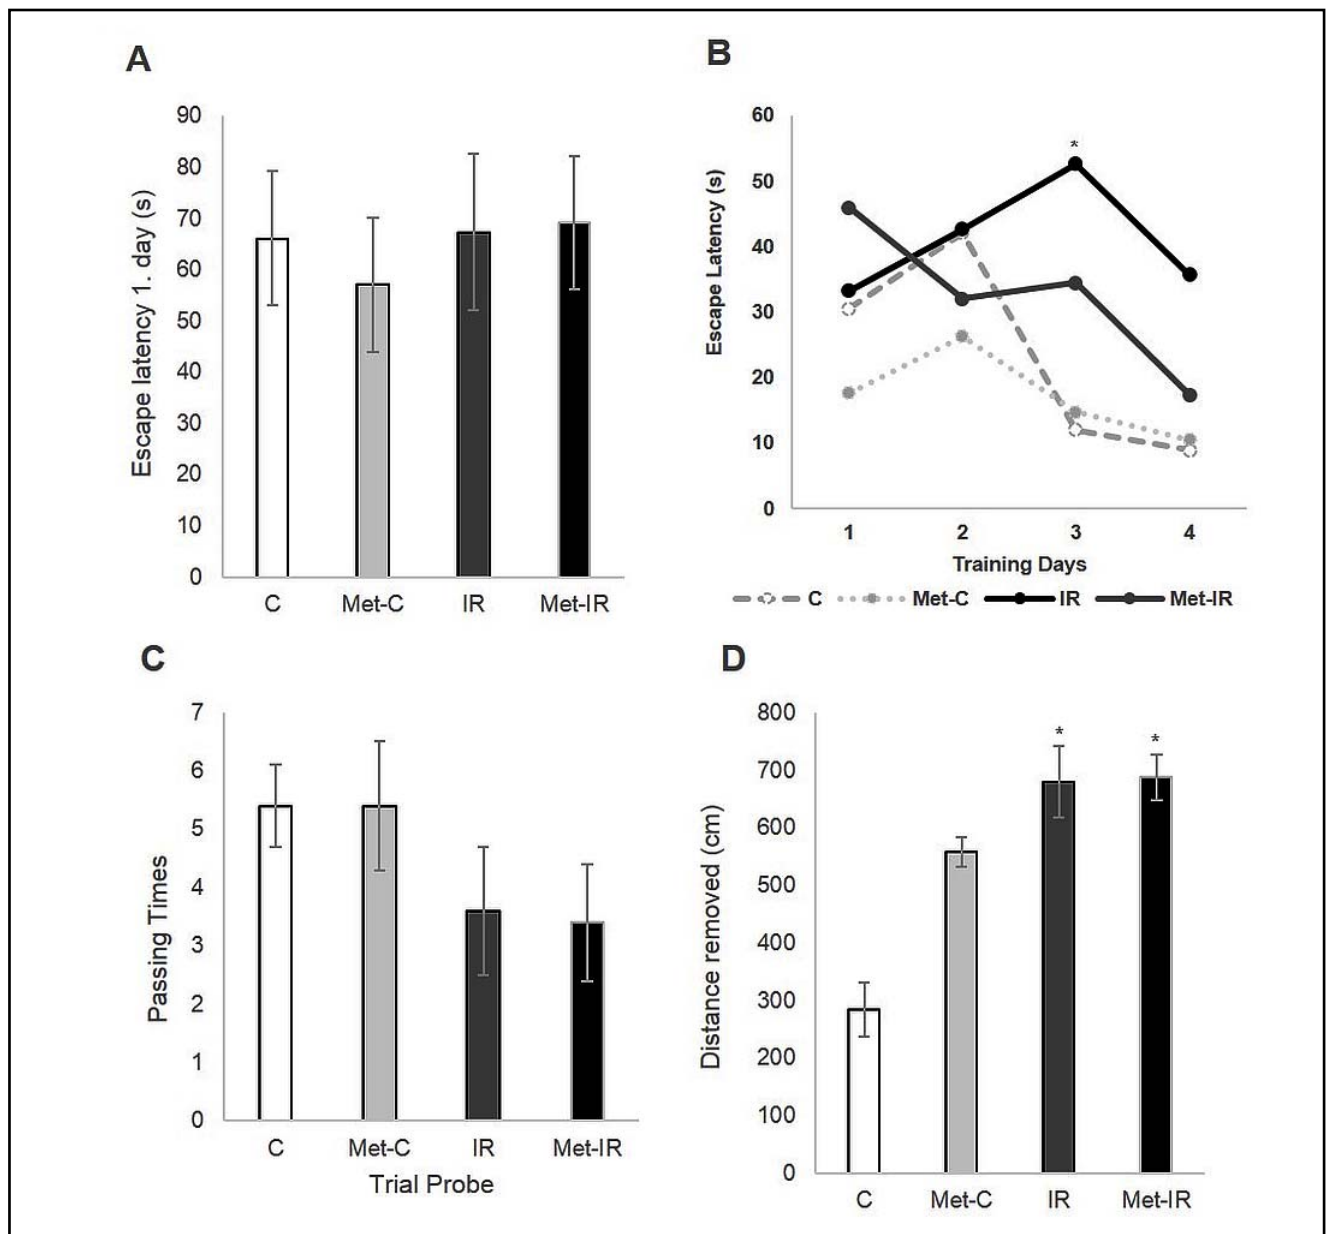 A
Escape latency 1. day (s)
90
80
70
60
50
40
30
20
10
0
C Met-C IR Met-IR
B
Escape Latency (s)
60
50
40
30
20
10
0
*
1 2 3 4
Training Days
C Met-C IR Met-IR
C
Passing Times
7
6
5
4
3
2
1
0
C Met-C IR Met-IR
Trial Probe
D
Distance removed (cm)
800
700
600
500
400
300
200
100
0
* *
C Met-C IR Met-IR